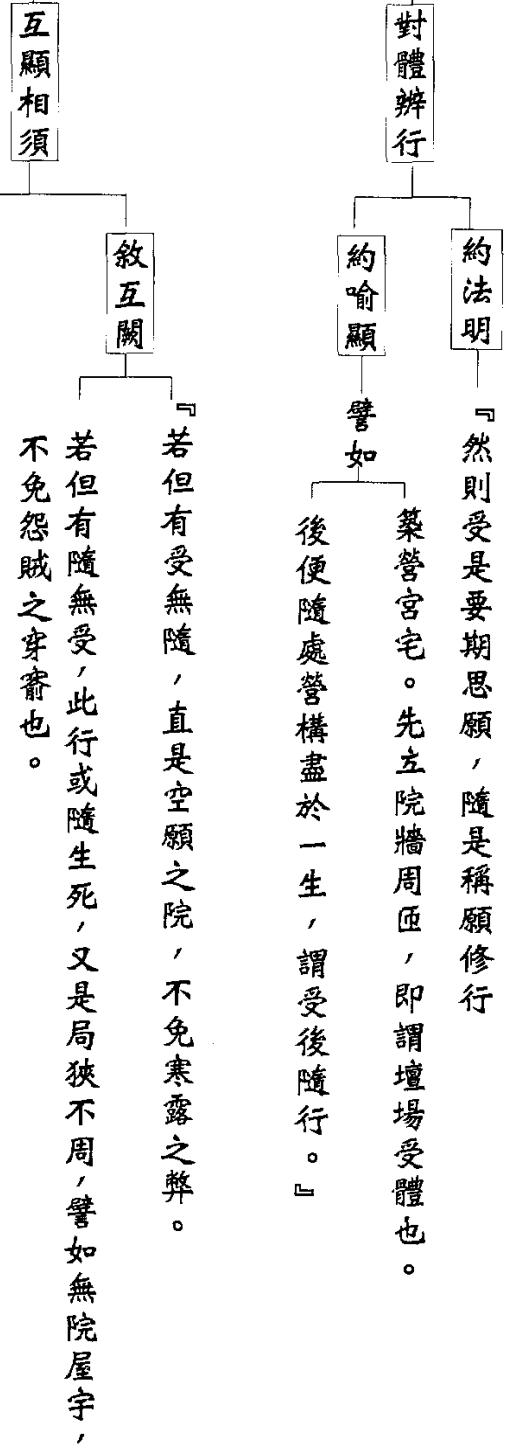 對體辨行
約法明
『然則受是要期思願，隨是稱願修行
約喻顯
譬如
築營宮宅。先立院牆周匝，即謂壇場受體也。
後便隨處營構盡於一生，謂受後隨行。』
互顯相須
敘互闕
『若但有受無隨，直是空願之院，不免寒露之弊。
若但有隨無受，此行或隨生死，又是局狹不周，譬如無院屋宇，
不免怨賊之穿窬也。